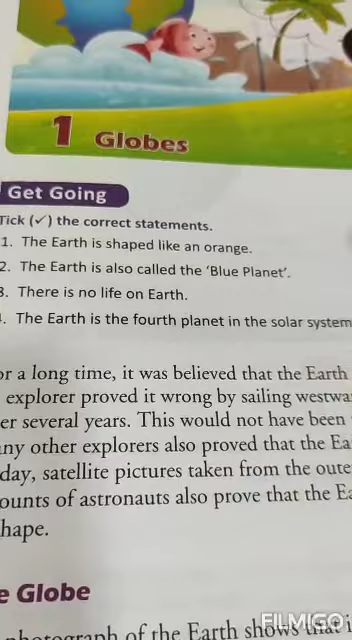 1 Globes
Get Going
Tick (✓) the correct statements.
1. The Earth is shaped like an orange.
2. The Earth is also called the ‘Blue Planet’.
3. There is no life on Earth.
. The Earth is the fourth planet in the solar system
or a long time, it was believed that the Earth
explorer proved it wrong by sailing
er several years. This would not have been
ny other explorers also proved that the
day, satellite pictures taken from the oute
ounts of astronauts also prove that the
hape.
e Globe
photograph of the Earth shows that
FILMIGO